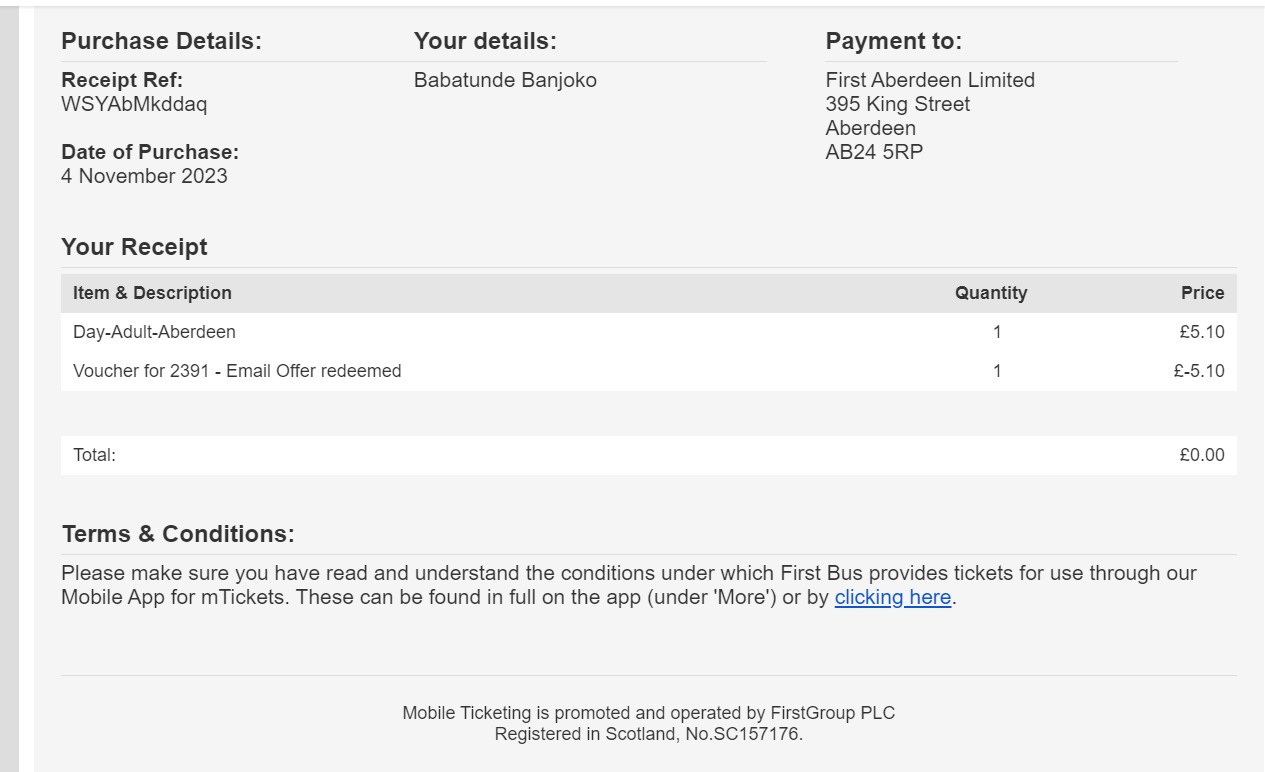 Purchase Details:
Receipt Ref:
WSYAbMkddaq
Date of Purchase:
4 November 2023
Your details:
Babatunde Banjoko
Payment to:
First Aberdeen Limited
395 King Street
Aberdeen
AB24 5RP
Your Receipt
Item & Description Quantity Price
Day-Adult-Aberdeen 1 £5.10
Voucher for 2391 - Email Offer redeemed 1 £-5.10
Total: £0.00
Terms & Conditions:
Please make sure you have read and understand the conditions under which First Bus provides tickets for use through our
Mobile App for mTickets. These can be found in full on the app (under 'More') or by clicking here.
Mobile Ticketing is promoted and operated by FirstGroup PLC
Registered in Scotland, No.SC157176.